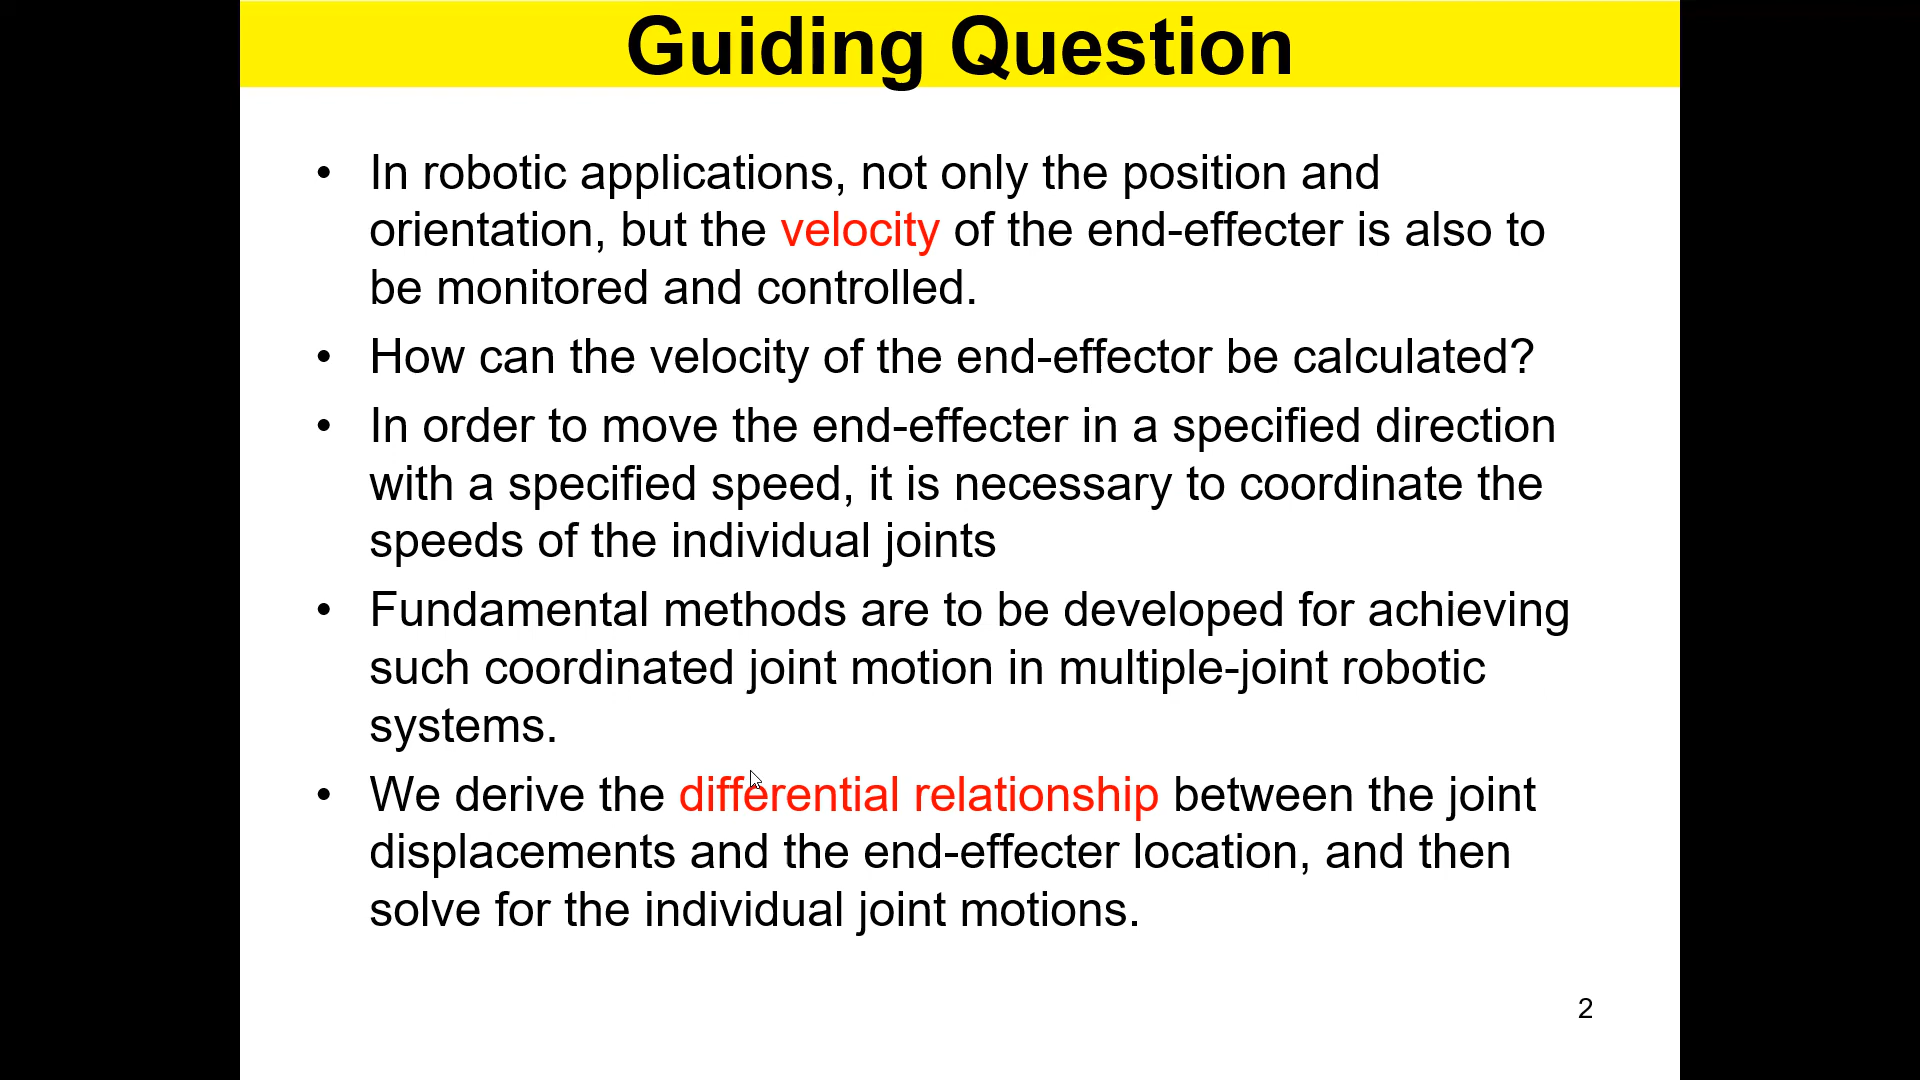 Guiding Question
• In robotic applications, not only the position and
orientation, but the velocity of the end-effecter is also to
be monitored and controlled.
• How can the velocity of the end-effector be calculated?
• In order to move the end-effecter in a specified direction
with a specified speed, it is necessary to coordinate the
speeds of the individual joints
• Fundamental methods are to be developed for achieving
such coordinated joint motion in multiple-joint robotic
systems.
• We derive the differential relationship between the joint
displacements and the end-effecter location, and then
solve for the individual joint motions.
2